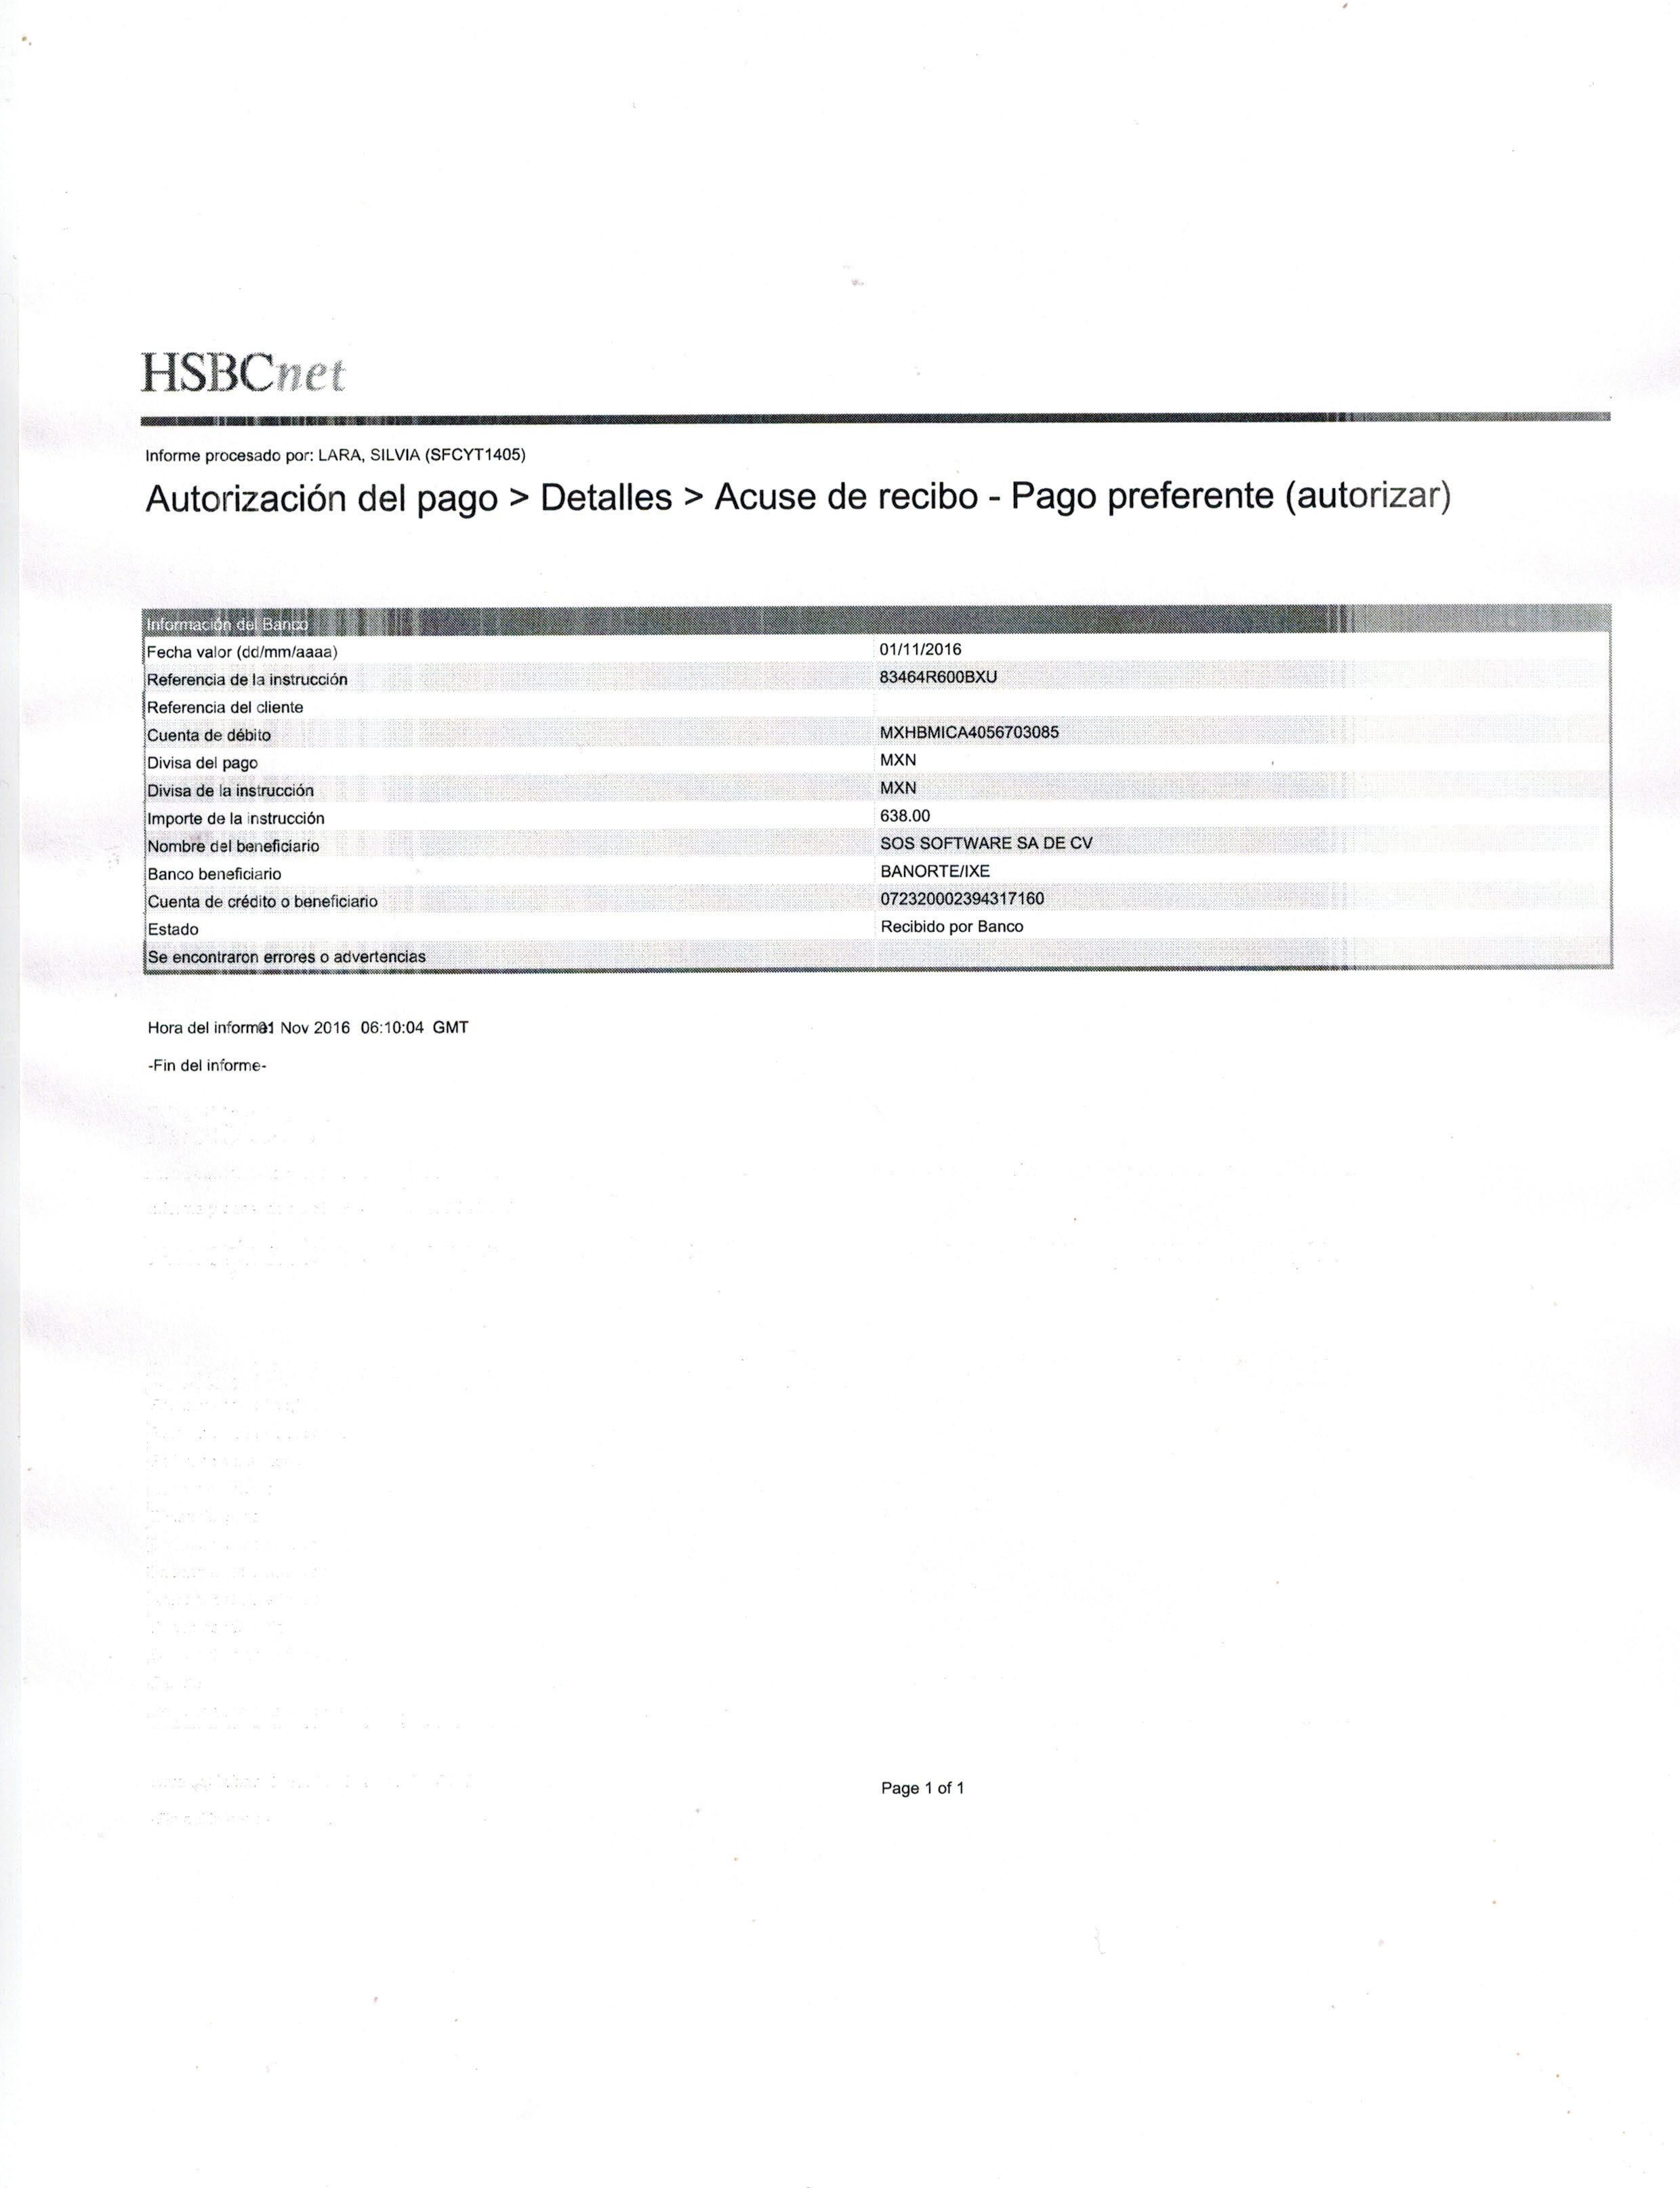 HSBCnet
Informe procesado por: LARA, SILVIA (SFCYT1405)
Autorización del pago > Detalles > Acuse de recibo - Pago preferente (autorizar)
Información del Banco
Fecha valor (dd/mm/aaaa) 01/11/2016
Referencia de la instrucción 83464R600BXU
Referencia del cliente
Cuenta de débito MXHBMICA4056703085
Divisa del pago MXN
Divisa de la instrucción MXN
Importe de la instrucción 638.00
Nombre del beneficiario SOS SOFTWARE SA DE CV
Banco beneficiario BANORTE/IXE
Cuenta de crédito o beneficiario 072320002394317160
Estado Recibido por Banco
Se encontraron errores o advertencias
Hora del informe01 Nov 2016 06:10:04 GMT
-Fin del informe-
Page 1 of 1